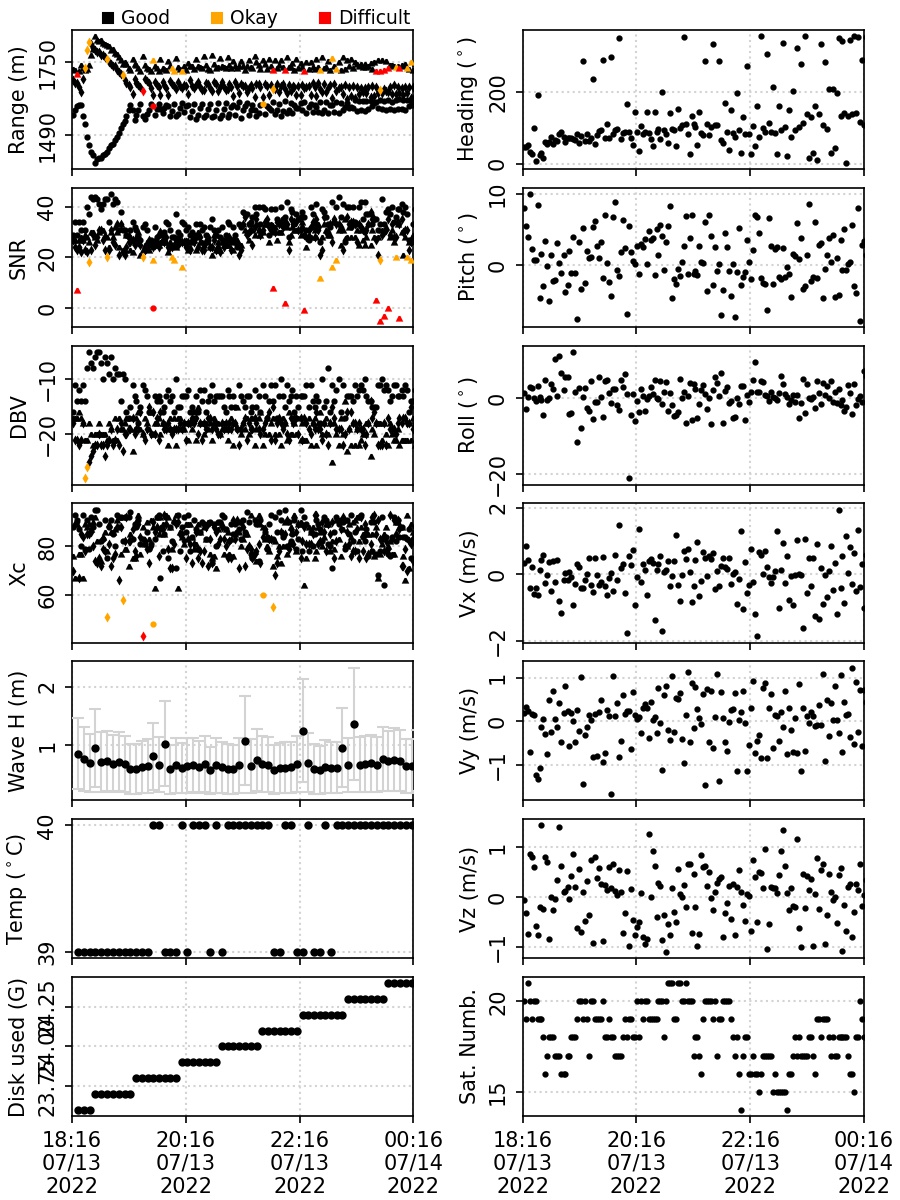 Good Okay Difficult
Range (m)
1750
1490
Heading (°)
200
0
SNR
40
20
0
Pitch (°)
10
0
DBV
−10
−20
Roll (°)
0
−20
Xc
80
60
Vx (m/s)
2
0
−2
Wave H (m)
2
1
Vy (m/s)
1
0
−1
Temp (°C)
40
39
Vz (m/s)
1
0
−1
Disk used (G)
24.25
24.00
23.75
Sat. Numb.
20
15
18:16 20:16 22:16 00:16 18:16 20:16 22:16 00:16
07/13 07/13 07/13 07/14 07/13 07/13 07/13 07/14
2022 2022 2022 2022 2022 2022 2022 2022